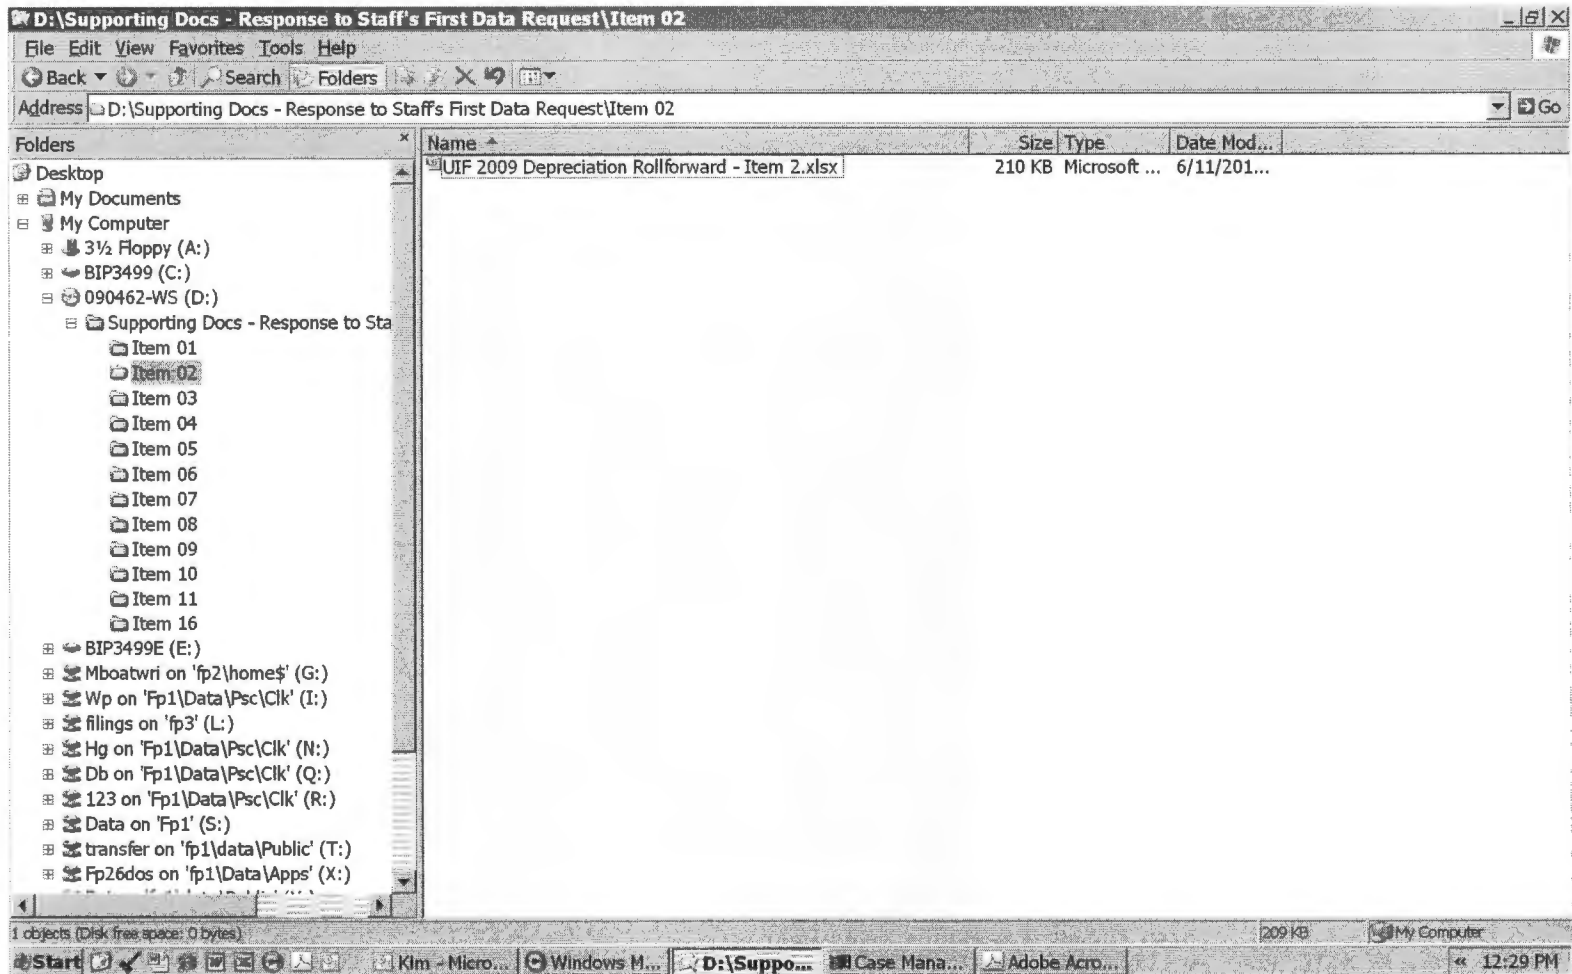 D:\Supporting Docs - Response to Staff's First Data Request\Item 02
File Edit View Favorites Tools Help
Back Search Folders
Address D:\Supporting Docs - Response to Staff's First Data Request\Item 02 Go
Folders
Name Size Type Date Mod...
UIF 2009 Depreciation Rollforward - Item 2.xlsx 210 KB Microsoft ... 6/11/201...
Desktop
My Documents
My Computer
3½ Floppy (A:)
BIP3499 (C:)
090462-WS (D:)
Supporting Docs - Response to Sta
Item 01
Item 02
Item 03
Item 04
Item 05
Item 06
Item 07
Item 08
Item 09
Item 10
Item 11
Item 16
BIP3499E (E:)
Mboatwri on 'fp2\home$' (G:)
Wp on 'Fp1\Data\Psc\Clk' (I:)
filings on 'fp3' (L:)
Hg on 'Fp1\Data\Psc\Clk' (N:)
Db on 'Fp1\Data\Psc\Clk' (Q:)
123 on 'Fp1\Data\Psc\Clk' (R:)
Data on 'Fp1' (S:)
transfer on 'fp1\data\Public' (T:)
Fp26dos on 'fp1\Data\Apps' (X:)
1 objects (Disk free space: 0 bytes) 209 KB My Computer
Start Kim - Micro... Windows M... D:\Suppo... Case Mana... Adobe Acro... « 12:29 PM